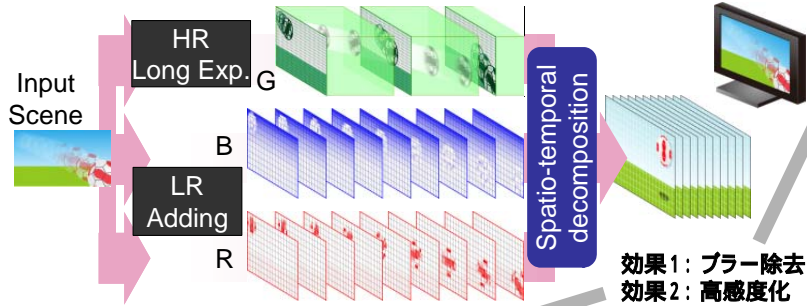 HR
Long Exp.
G
Input
Scene
B
LR
Adding
R
Spatio-temporal
decomposition
効果1：ブラー除去
効果2：高感度化